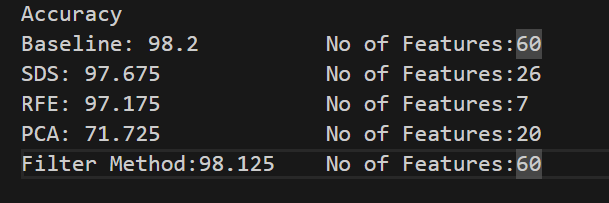 Accuracy
Baseline: 98.2 No of Features:60
SDS: 97.675 No of Features:26
RFE: 97.175 No of Features:7
PCA: 71.725 No of Features:20
Filter Method:98.125 No of Features:60